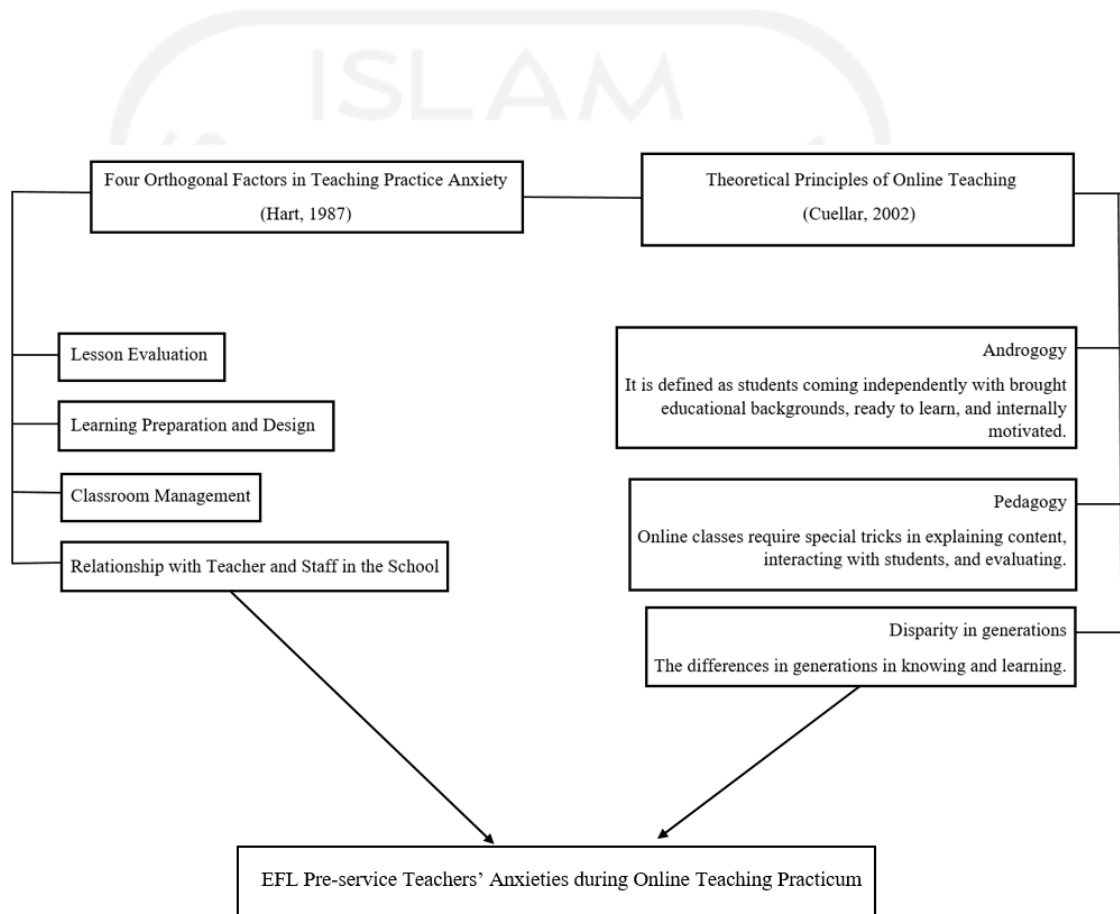 ISLAM
Four Orthogonal Factors in Teaching Practice Anxiety
(Hart, 1987)
Theoretical Principles of Online Teaching
(Cuellar, 2002)
Lesson Evaluation
Learning Preparation and Design
Classroom Management
Relationship with Teacher and Staff in the School
Androgogy
It is defined as students coming independently with brought
educational backgrounds, ready to learn, and internally
motivated.
Pedagogy
Online classes require special tricks in explaining content,
interacting with students, and evaluating.
Disparity in generations
The differences in generations in knowing and learning.
EFL Pre-service Teachers’ Anxieties during Online Teaching Practicum